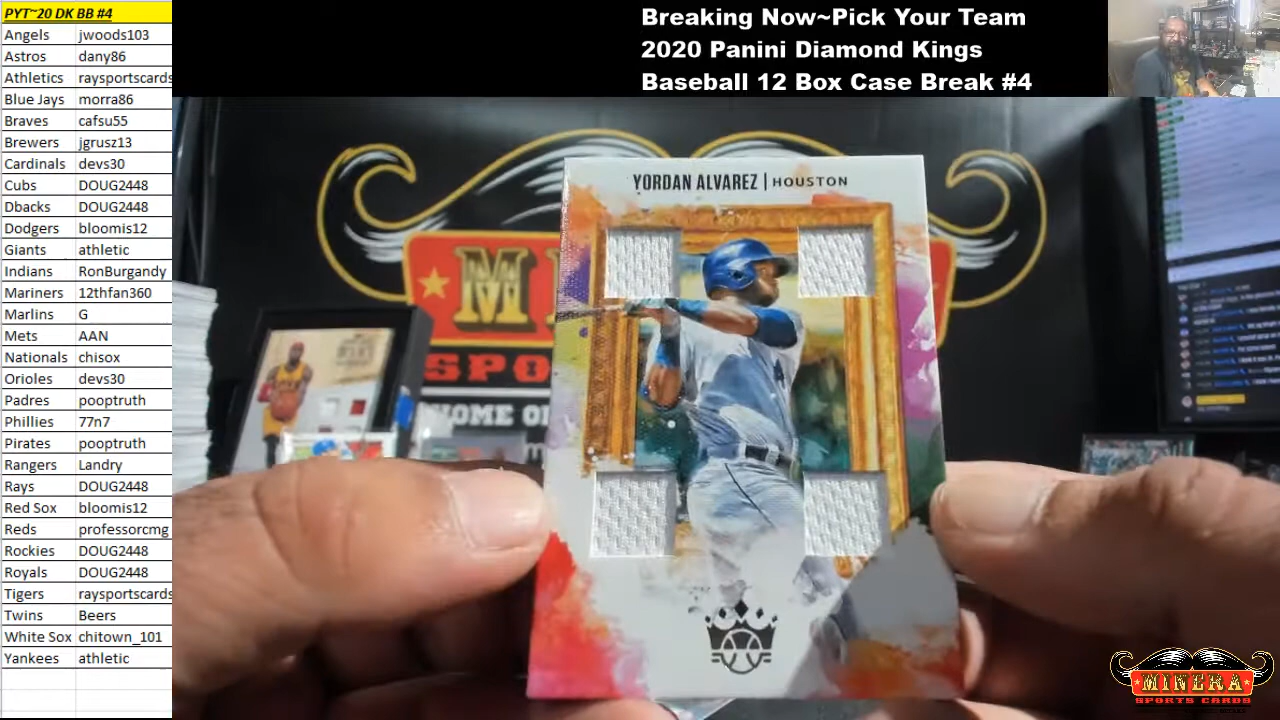 PYT~20 DK BB #4
Angels jwoods103
Astros dany86
Athletics raysportscards
Blue Jays morra86
Braves cafsu55
Brewers jgrusz13
Cardinals devs30
Cubs DOUG2448
Dbacks DOUG2448
Dodgers bloomis12
Giants athletic
Indians RonBurgandy
Mariners 12thfan360
Marlins G
Mets AAN
Nationals chisox
Orioles devs30
Padres pooptruth
Phillies 77n7
Pirates pooptruth
Rangers Landry
Rays DOUG2448
Red Sox bloomis12
Reds professorcmg
Rockies DOUG2448
Royals DOUG2448
Tigers raysportscards
Twins Beers
White Sox chitown_101
Yankees athletic
Breaking Now~Pick Your Team
2020 Panini Diamond Kings
Baseball 12 Box Case Break #4
YORDAN ALVAREZ | HOUSTON
M
SPO
HOME O
MINERA
SPORTS CARDS